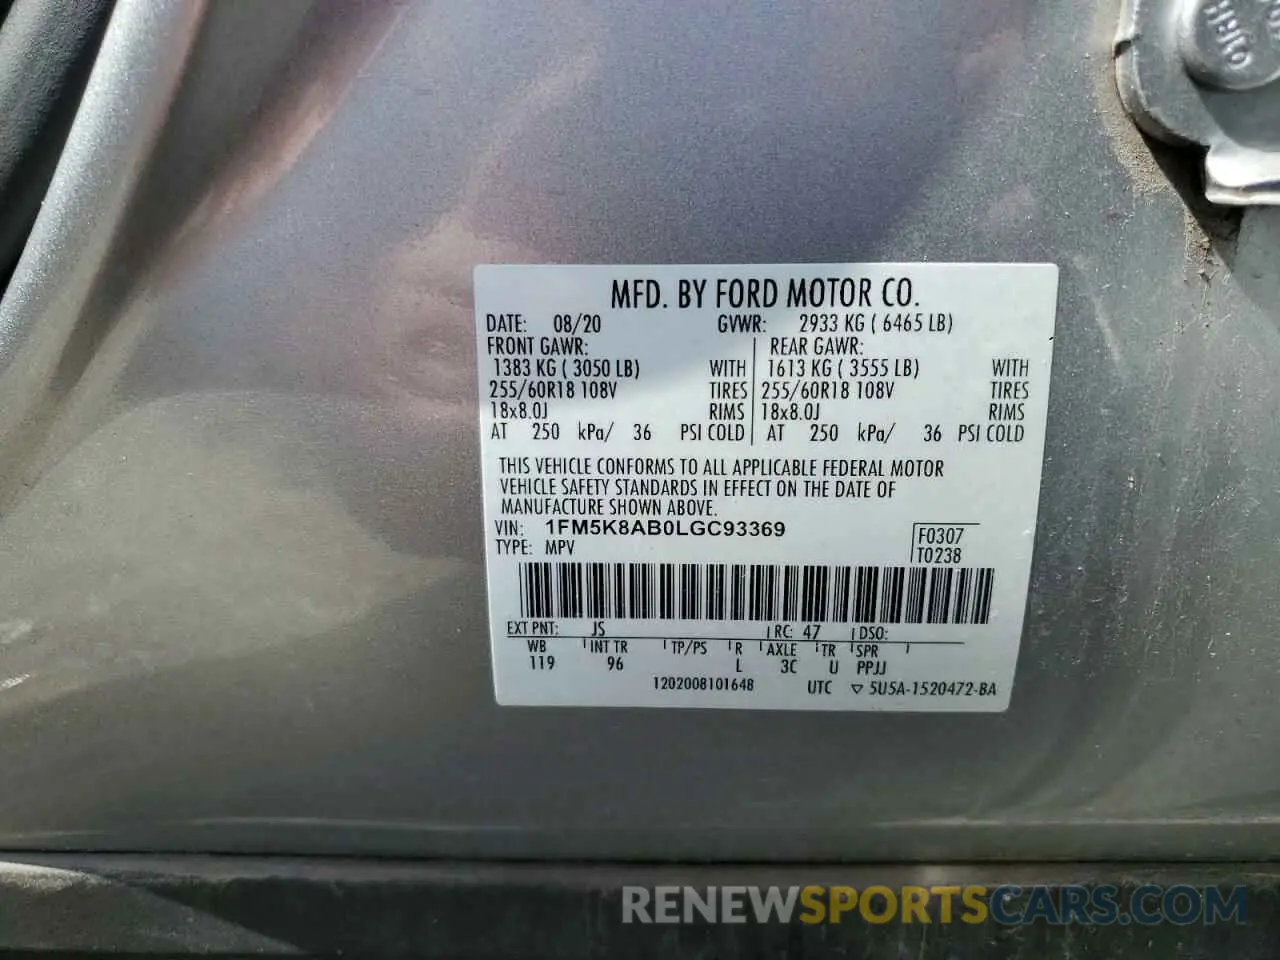 MFD. BY FORD MOTOR CO.
DATE: 08/20 GVWR: 2933 KG ( 6465 LB)
FRONT GAWR: REAR GAWR:
1383 KG ( 3050 LB) WITH 1613 KG ( 3555 LB) WITH
255/60R18 108V TIRES 255/60R18 108V TIRES
18x8.0J RIMS 18x8.0J RIMS
AT 250 kPa/ 36 PSI COLD AT 250 kPa/ 36 PSI COLD
THIS VEHICLE CONFORMS TO ALL APPLICABLE FEDERAL MOTOR
VEHICLE SAFETY STANDARDS IN EFFECT ON THE DATE OF
MANUFACTURE SHOWN ABOVE.
VIN: 1FM5K8AB0LGC93369 F0307
TYPE: MPV T0238
EXT PNT: JS RC: 47 DSO:
WB INT TR TP/PS R AXLE TR SPR
119 96 L 3C U PPJJ
1202008101648 UTC ▽ 5U5A-1520472-BA
RENEWSPORTSCARS.COM